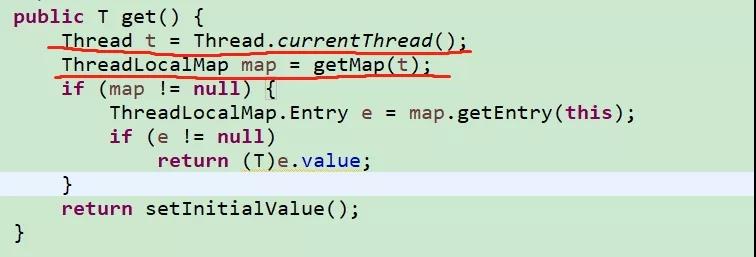 public T get() {
    Thread t = Thread.currentThread();
    ThreadLocalMap map = getMap(t);
    if (map != null) {
        ThreadLocalMap.Entry e = map.getEntry(this);
        if (e != null)
            return (T)e.value;
    }
    return setInitialValue();
}